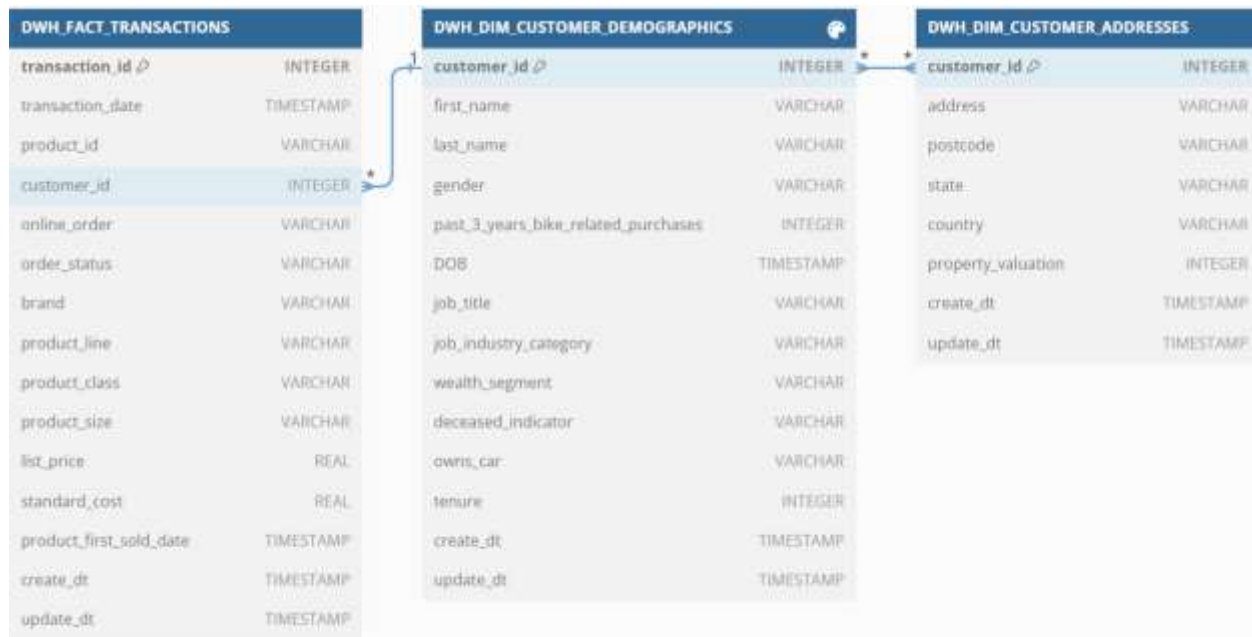 DWH_FACT_TRANSACTIONS
transaction_id INTEGER
transaction_date TIMESTAMP
product_id VARCHAR
customer_id INTEGER *
online_order VARCHAR
order_status VARCHAR
brand VARCHAR
product_line VARCHAR
product_class VARCHAR
product_size VARCHAR
list_price REAL
standard_cost REAL
product_first_sold_date TIMESTAMP
create_dt TIMESTAMP
update_dt TIMESTAMP
DWH_DIM_CUSTOMER_DEMOGRAPHICS
1 customer_id INTEGER *
first_name VARCHAR
last_name VARCHAR
gender VARCHAR
past_3_years_bike_related_purchases INTEGER
DOB TIMESTAMP
job_title VARCHAR
job_industry_category VARCHAR
wealth_segment VARCHAR
deceased_indicator VARCHAR
owns_car VARCHAR
tenure INTEGER
create_dt TIMESTAMP
update_dt TIMESTAMP
DWH_DIM_CUSTOMER_ADDRESSES
* customer_id INTEGER
address VARCHAR
postcode VARCHAR
state VARCHAR
country VARCHAR
property_valuation INTEGER
create_dt TIMESTAMP
update_dt TIMESTAMP